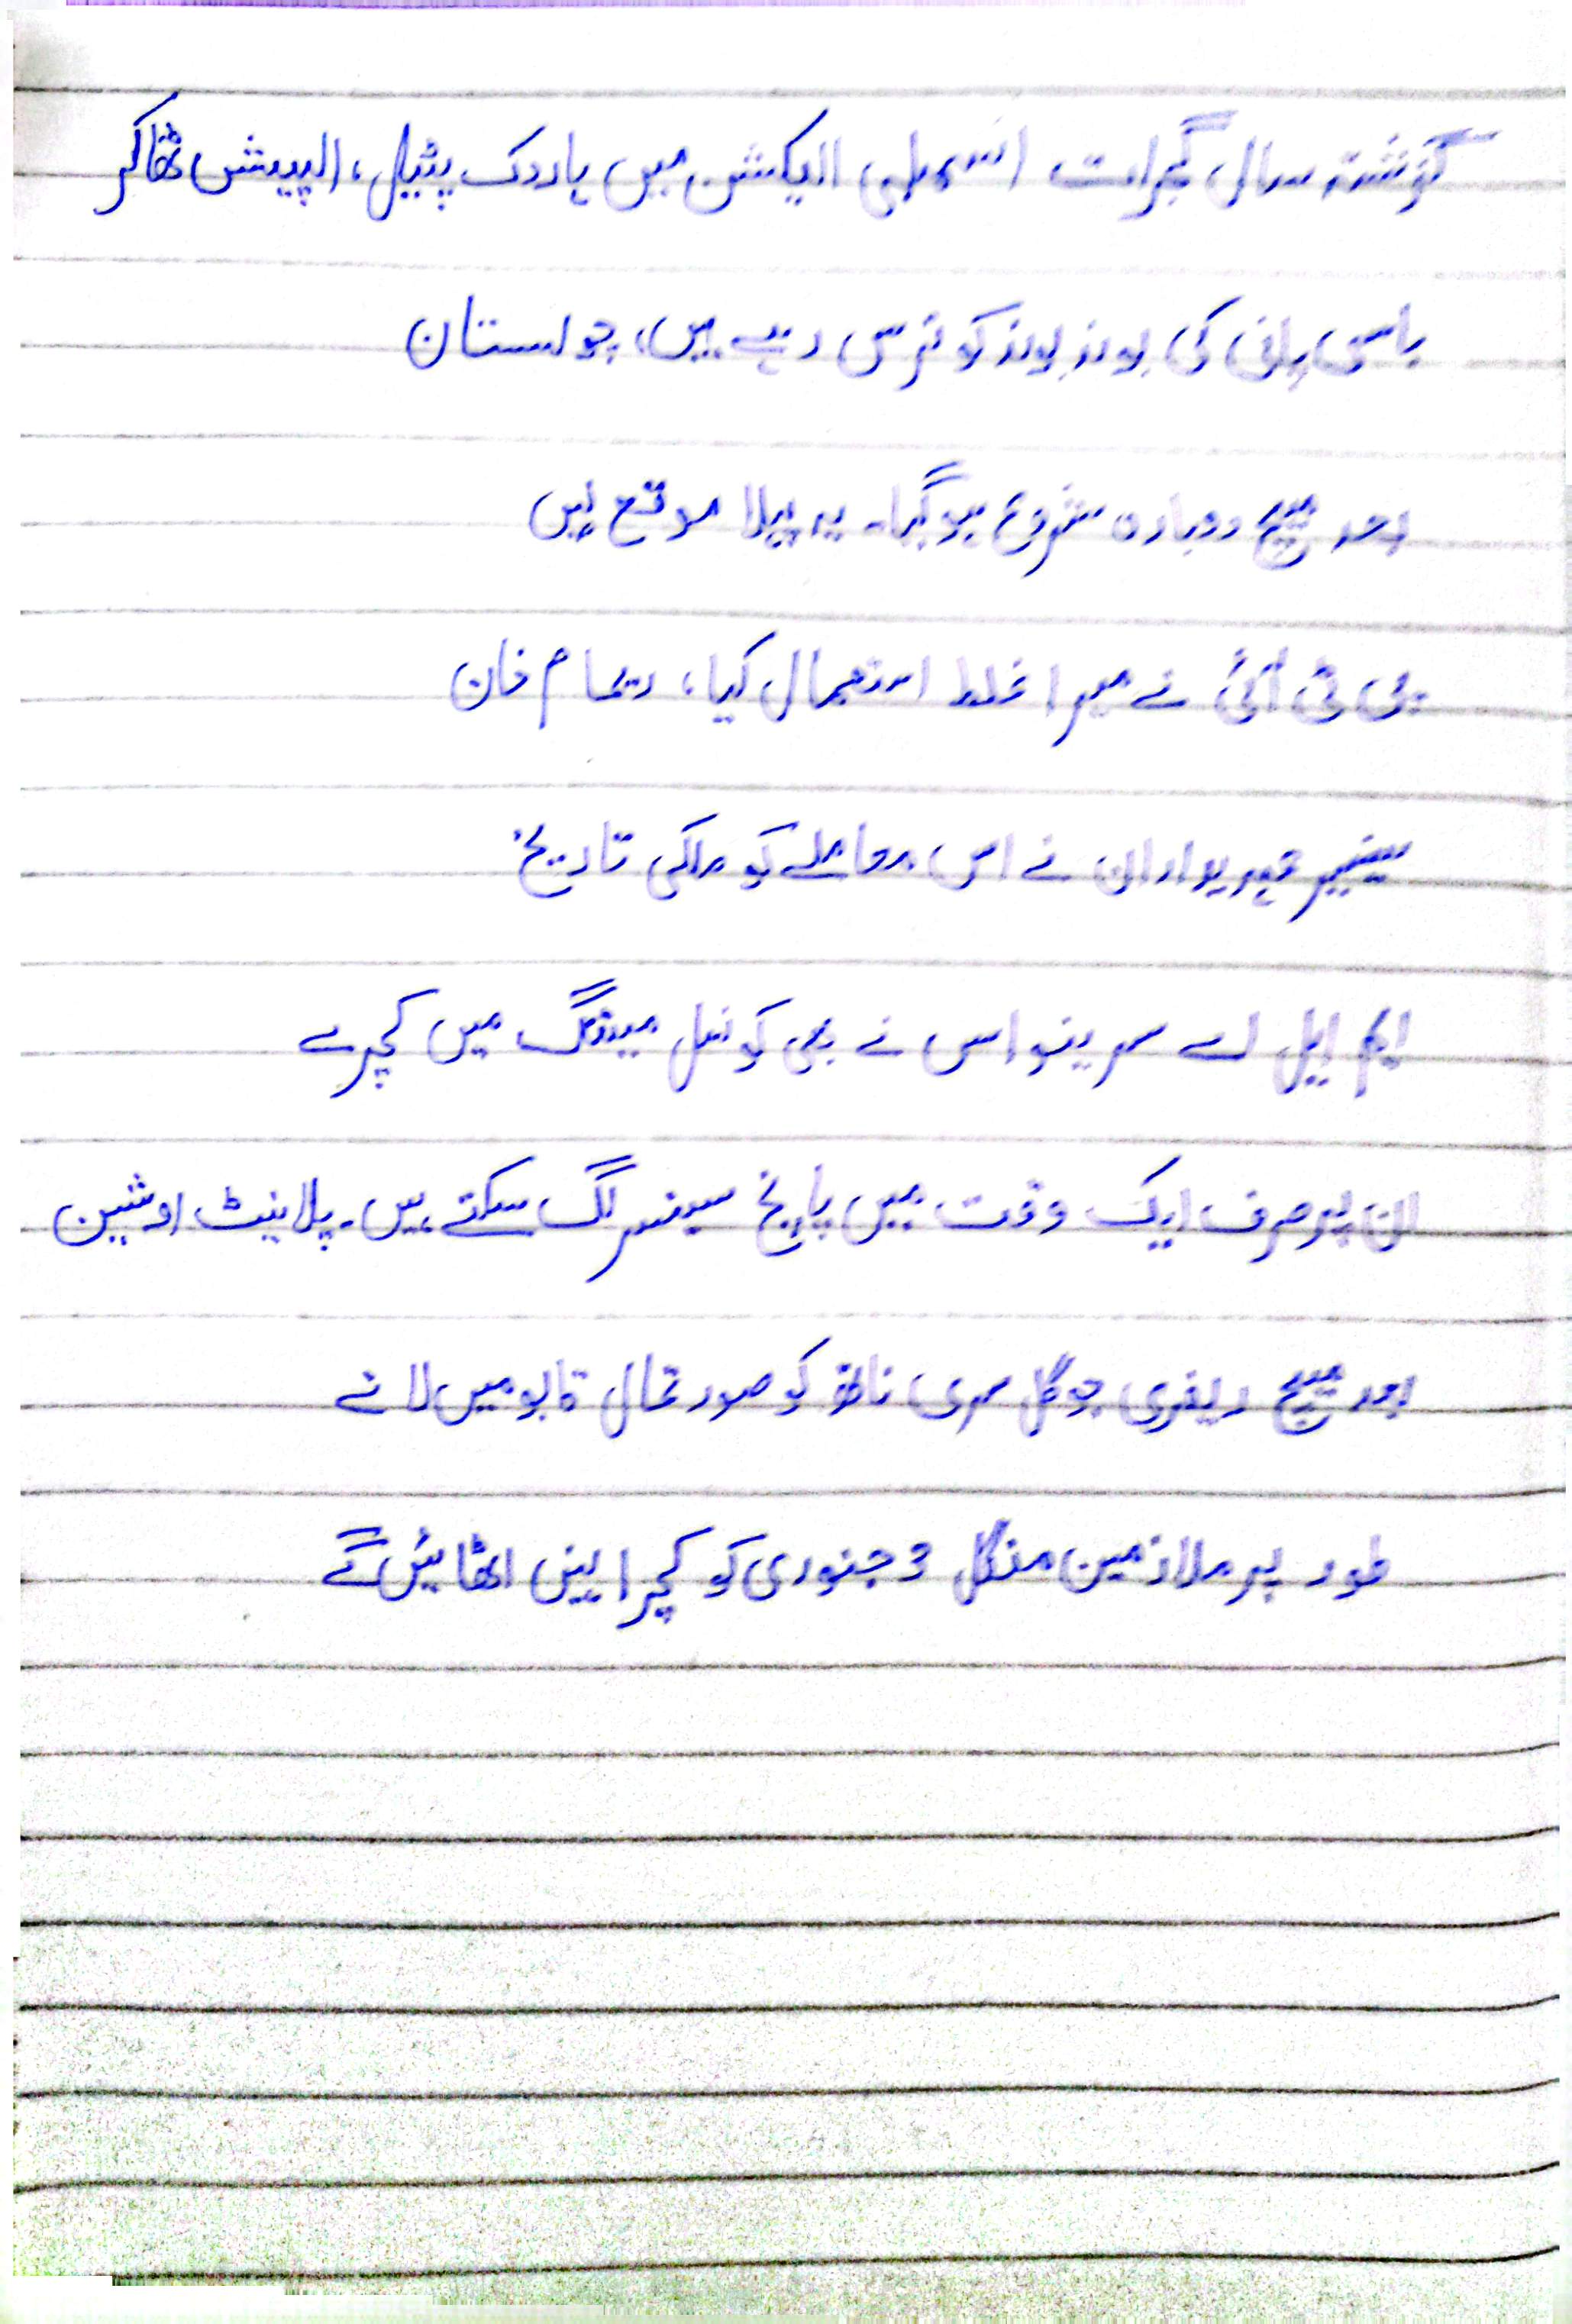 گزشتہ سال گجرات اسمبلی الیکشن میں ہاردک پٹیل، الپیش ٹھاکر
باسی پانی کی بوند بوند کو ترس رہے ہیں، چولستان
بعد میچ دوبارہ شروع ہوگیا۔ یہ پہلا موقع نہیں
پی ٹی آئی نے میرا غلط استعمال کیا، ریحام خان
سینیر عہدیداران نے اس معاملے کو ملکی تاریخ
ایم ایل اے سرینواس نے بھی کونسل میٹنگ میں کچرے
ان پر صرف ایک وقت میں پانچ سینسر لگ سکتے ہیں۔ پلانیٹ اوشین
بعد میچ ریفری جوگل سری ناتھ کو صورتحال قابو میں لانے
طور پر ملازمین منگل 3 جنوری کو کچرا نہیں اٹھائیں گے